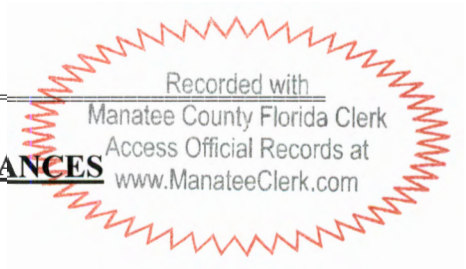 Recorded with
Manatee County Florida Clerk
Access Official Records at
ANCES www.ManateeClerk.com